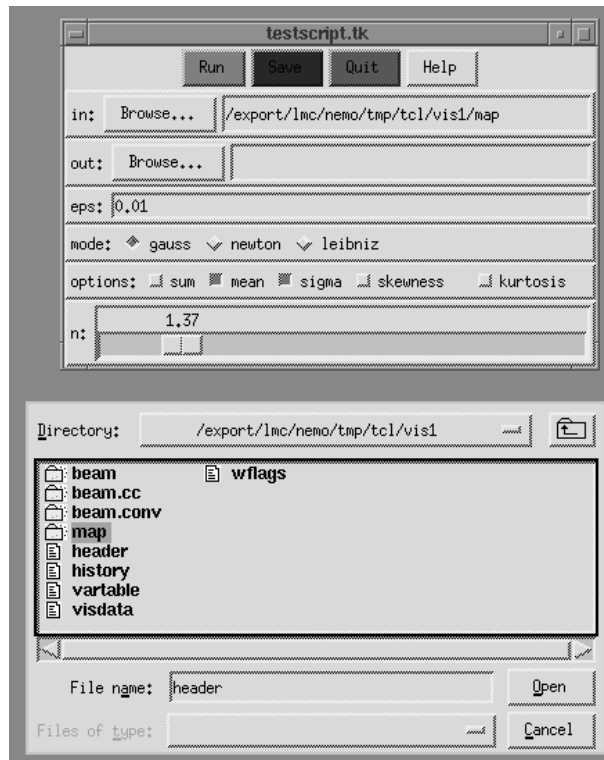 testscript.tk
Run Save Quit Help
in: Browse... /export/lmc/nemo/tmp/tcl/vis1/map
out: Browse...
eps: 0.01
mode: gauss newton leibniz
options: sum mean sigma skewness kurtosis
1.37
n:
Directory: /export/lmc/nemo/tmp/tcl/vis1
beam wflags
beam.cc
beam.conv
map
header
history
vartable
visdata
File name: header Open
Files of type: Cancel